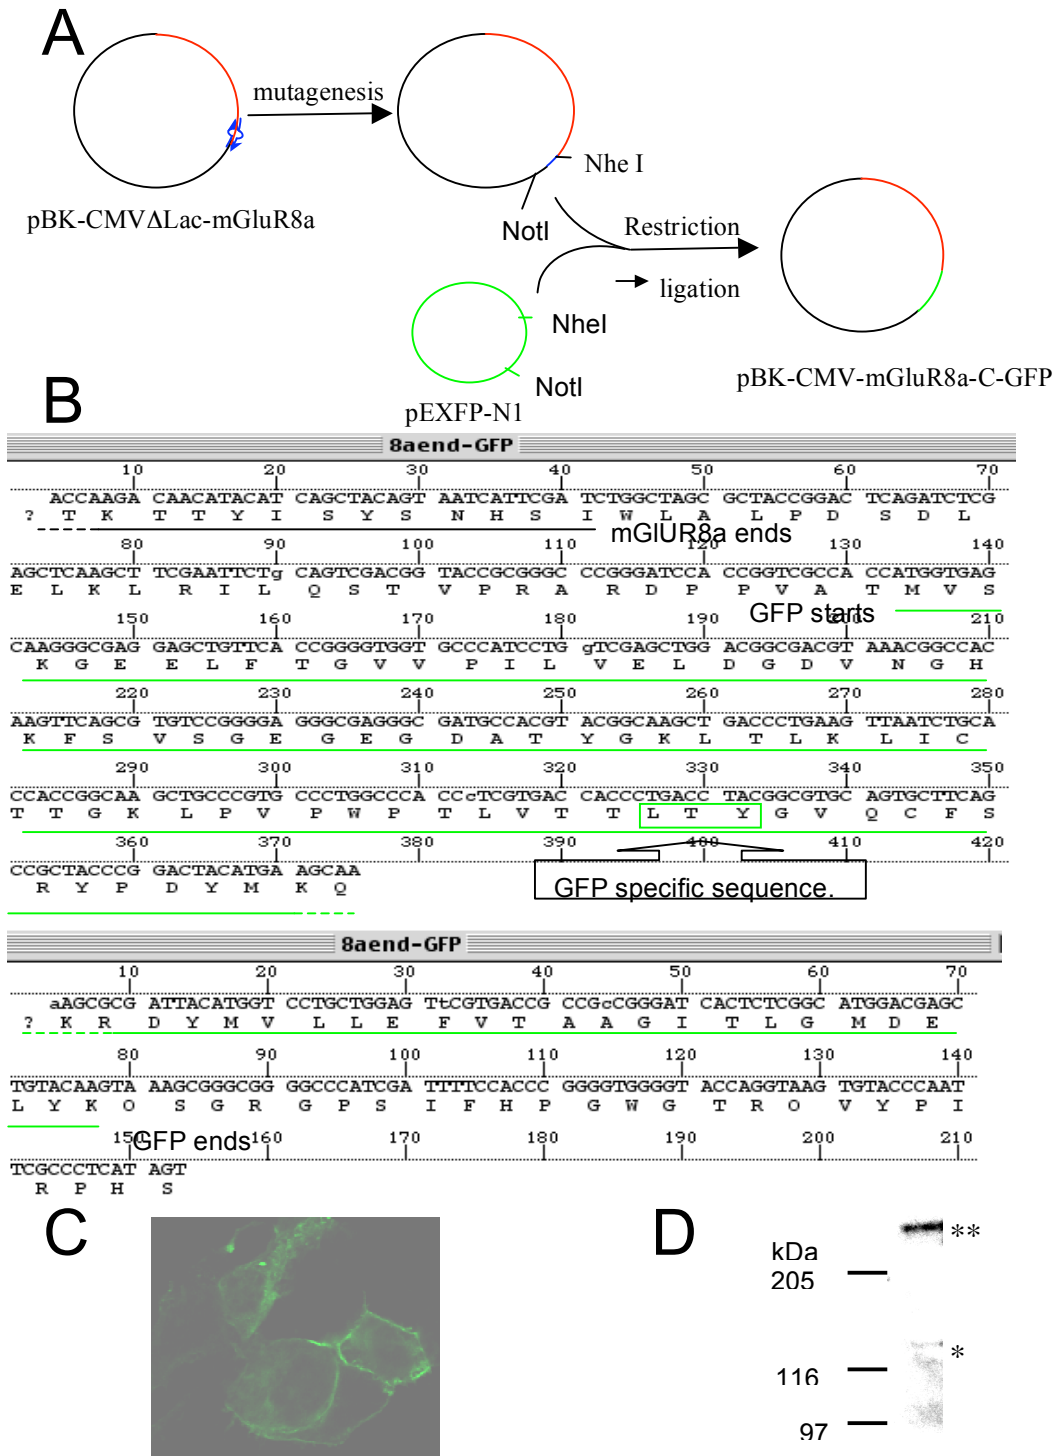 A
mutagenesis
Nhe I
pBK-CMVΔLac-mGluR8a
NotI
Restriction
ligation
NheI
NotI
pBK-CMV-mGluR8a-C-GFP
pEXFP-N1
B
8aend-GFP
10 20 30 40 50 60 70
ACCAAGA CAACATACAT CAGCTACAGT AATCATTCGA TCTGGCTAGC GCTACCGGAC TCAGATCTCG
? T K T T Y I S Y S N H S I W L A L P D S D L
mGlUR8a ends
80 90 100 110 120 130 140
AGCTCAAGCT TCGAATTCTg CAGTCGACGG TACCGCGGGC CCGGGATCCA CCGGTCGCCA CCATGGTGAG
E L K L R I L Q S T V P R A R D P P V A T M V S
GFP starts
150 160 170 180 190 200 210
CAAGGGCGAG GAGCTGTTCA CCGGGGTGGT GCCCATCCTG gTCGAGCTGG ACGGCGACGT AAACGGCCAC
K G E E L F T G V V P I L V E L D G D V N G H
220 230 240 250 260 270 280
AAGTTCAGCG TGTCCGGGGA GGGCGAGGGC GATGCCACGT ACGGCAAGCT GACCCTGAAG TTAATCTGCA
K F S V S G E G E G D A T Y G K L T L K L I C
290 300 310 320 330 340 350
CCACCGGCAA GCTGCCCGTG CCCTGGCCCA CCcTCGTGAC CACCCTGACC TACGGCGTGC AGTGCTTCAG
T T G K L P V P W P T L V T T L T Y G V Q C F S
360 370 380 390 400 410 420
CCGCTACCCG GACTACATGA AGCAA
R Y P D Y M K Q
GFP specific sequence.
8aend-GFP
10 20 30 40 50 60 70
aAGCGCG ATTACATGGT CCTGCTGGAG TtCGTGACCG CCGcCGGGAT CACTCTCGGC ATGGACGAGC
? K R D Y M V L L E F V T A A G I T L G M D E
80 90 100 110 120 130 140
TGTACAAGTA AAGCGGGCGG GGCCCATCGA TTTTCCACCC GGGGTGGGGT ACCAGGTAAG TGTACCCAAT
L Y K O S G R G P S I F H P G W G T R O V Y P I
GFP ends
150 160 170 180 190 200 210
TCGCCCTCAT AGT
R P H S
C
D
kDa
205
**
*
116
97